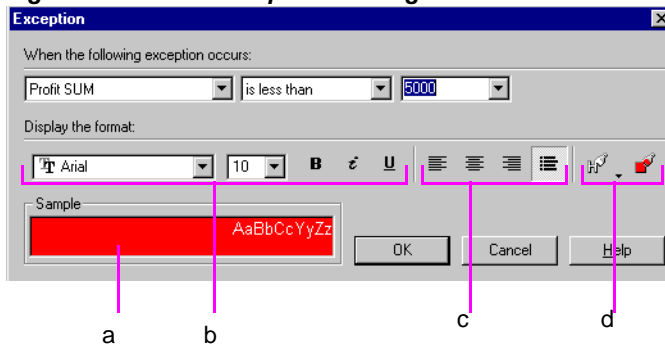 Exception
When the following exception occurs:
Profit SUM is less than 5000
Display the format:
Arial 10 B i U
Sample
AaBbCcYyZz
OK Cancel Help
a b c d